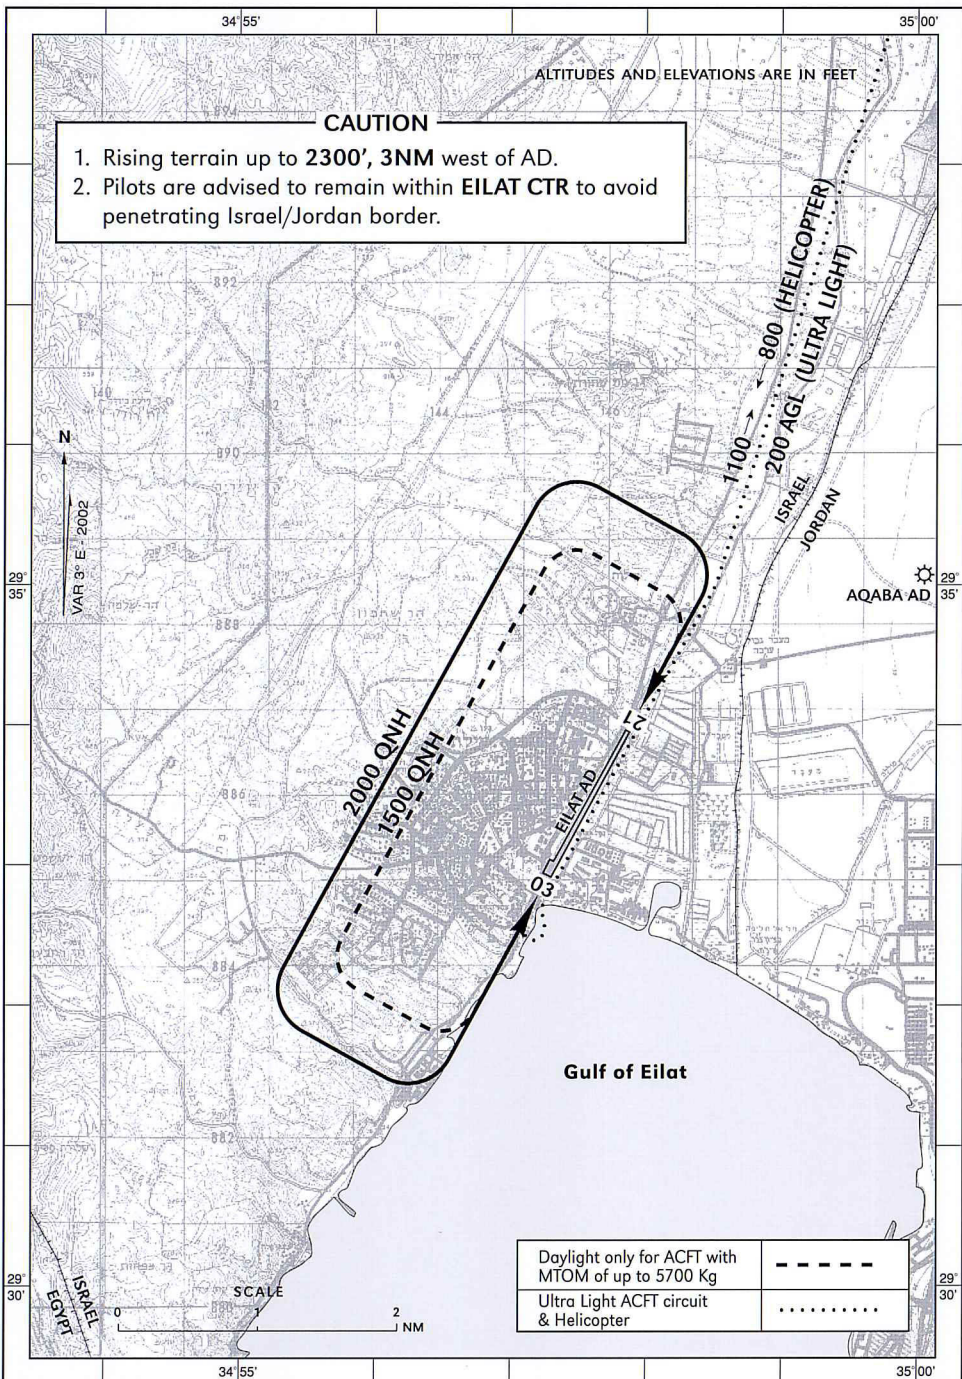 34°55'
35°00'
ALTITUDES AND ELEVATIONS ARE IN FEET
894
CAUTION
1. Rising terrain up to 2300', 3NM west of AD.
2. Pilots are advised to remain within EILAT CTR to avoid
penetrating Israel/Jordan border.
800 (HELICOPTER)
200 AGL (ULTRA LIGHT)
1100
892
140
142
144
146
N
VAR 3° E - 2002
890
ISRAEL
JORDAN
29°
35'
AQABA AD
29°
35'
888
21
2000 QNH
1500 QNH
EILAT AD
886
03
884
Gulf of Eilat
882
ISRAEL
EGYPT
880
SCALE
0 1 2
NM
Daylight only for ACFT with
MTOM of up to 5700 Kg
Ultra Light ACFT circuit
& Helicopter
29°
30'
29°
30'
34°55'
35°00'